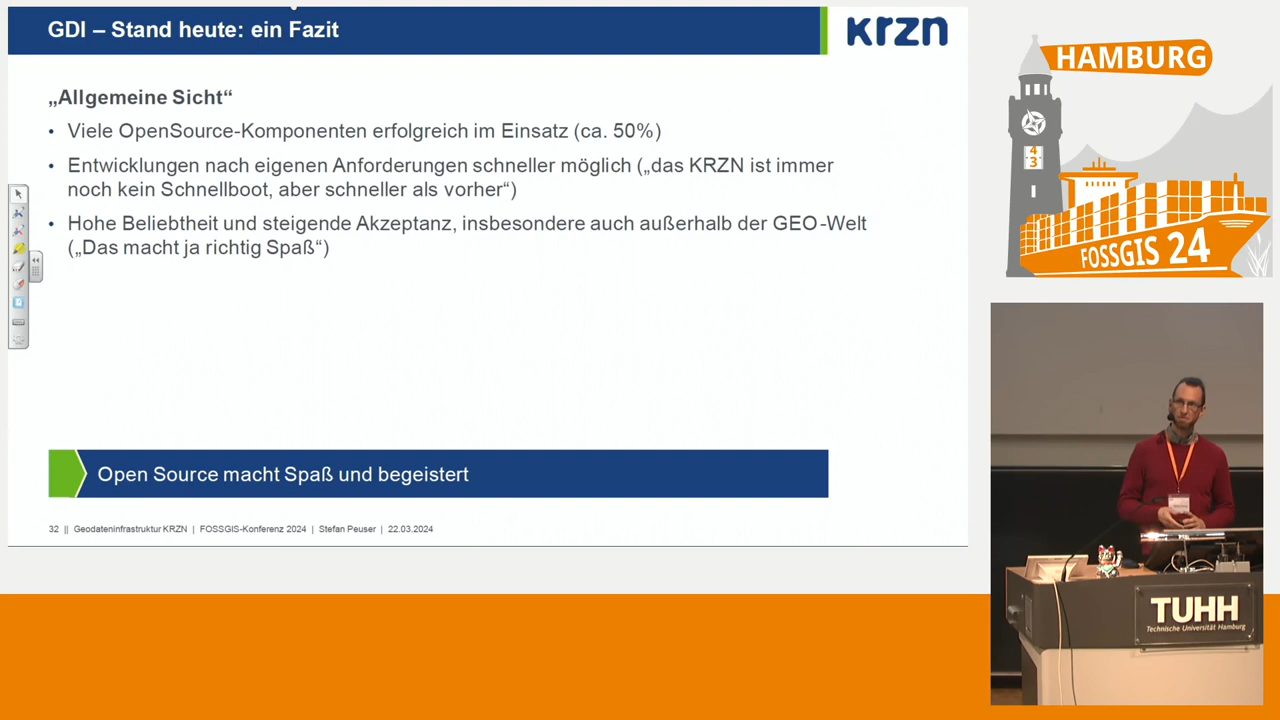 GDI – Stand heute: ein Fazit
krzn
„Allgemeine Sicht“
• Viele OpenSource-Komponenten erfolgreich im Einsatz (ca. 50%)
• Entwicklungen nach eigenen Anforderungen schneller möglich („das KRZN ist immer
noch kein Schnellboot, aber schneller als vorher“)
• Hohe Beliebtheit und steigende Akzeptanz, insbesondere auch außerhalb der GEO-Welt
(„Das macht ja richtig Spaß“)
Open Source macht Spaß und begeistert
32 || Geodateninfrastruktur KRZN | FOSSGIS-Konferenz 2024 | Stefan Peuser | 22.03.2024
HAMBURG
4
3
FOSSGIS 24
TUHH
Technische Universität Hamburg